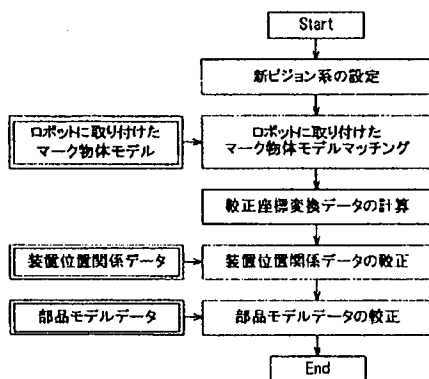 Start
新ビジョン系の設定
ロボットに取り付けた
マーク物体モデル
ロボットに取り付けた
マーク物体モデルマッチング
較正座標変換データの計算
装置位置関係データ
装置位置関係データの較正
部品モデルデータ
部品モデルデータの較正
End